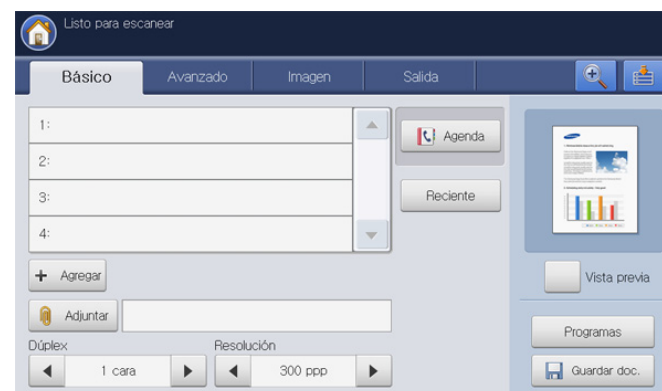 Listo para escanear
Básico
Avanzado
Imagen
Salida
1:
2:
3:
4:
Agenda
Reciente
+ Agregar
Adjuntar
Dúplex
Resolución
1 cara
300 ppp
Vista previa
Programas
Guardar doc.